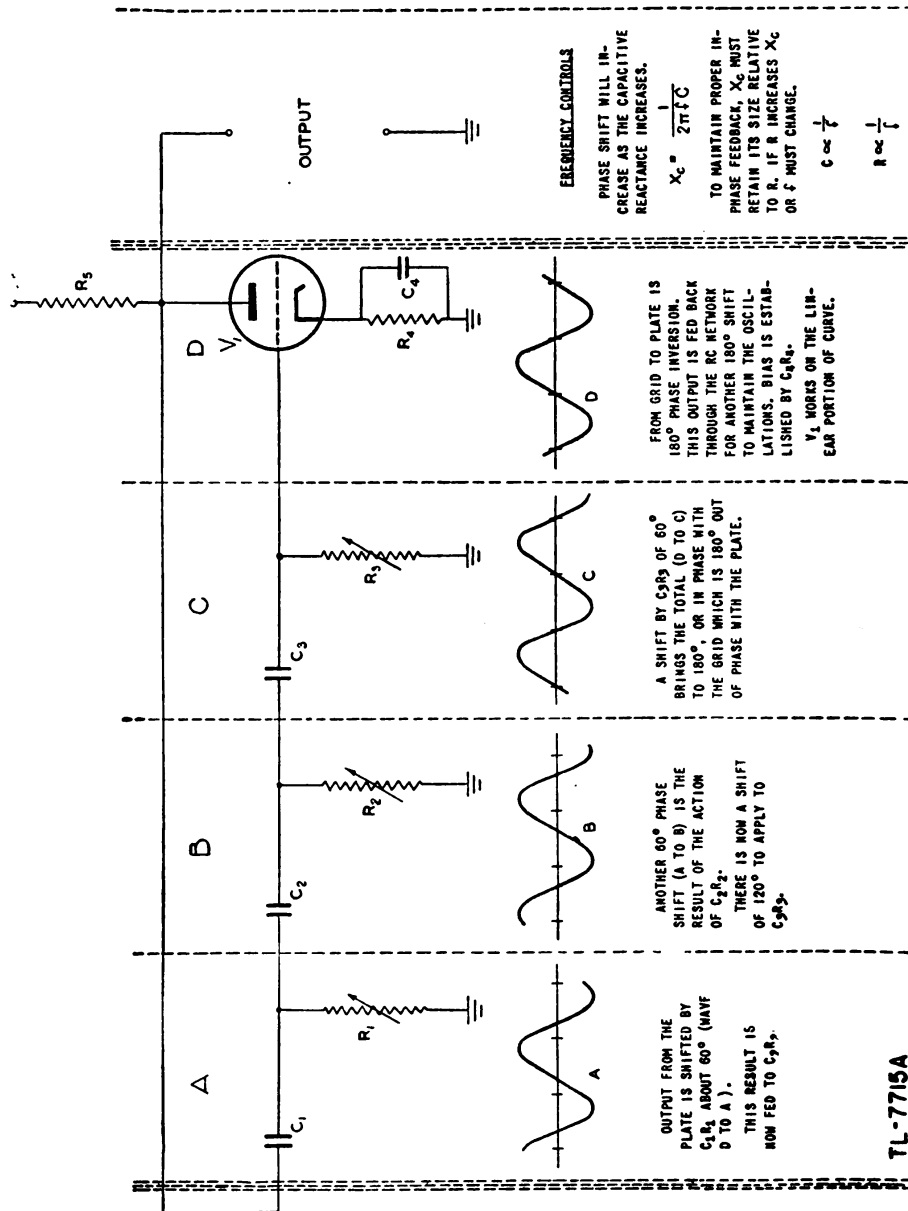 A
B
C
D
V₁
R₅
C₁
C₂
C₃
R₁
R₂
R₃
R₄
C₄
OUTPUT
A
B
C
D
OUTPUT FROM THE
PLATE IS SHIFTED BY
C₁R₁ ABOUT 60° (WAVF
D TO A ).
THIS RESULT IS
NOW FED TO C₂R₂.
ANOTHER 60° PHASE
SHIFT (A TO B) IS THE
RESULT OF THE ACTION
OF C₂R₂.
THERE IS NOW A SHIFT
OF 120° TO APPLY TO
C₃R₃.
A SHIFT BY C₃R₃ OF 60°
BRINGS THE TOTAL (D TO C)
TO 180°, OR IN PHASE WITH
THE GRID WHICH IS 180° OUT
OF PHASE WITH THE PLATE.
FROM GRID TO PLATE IS
180° PHASE INVERSION.
THIS OUTPUT IS FED BACK
THROUGH THE RC NETWORK
FOR ANOTHER 180° SHIFT
TO MAINTAIN THE OSCIL-
LATIONS. BIAS IS ESTAB-
LISHED BY C₄R₄.
V₁ WORKS ON THE LIN-
EAR PORTION OF CURVE.
FREQUENCY CONTROLS
PHASE SHIFT WILL IN-
CREASE AS THE CAPACITIVE
REACTANCE INCREASES.
X_C = 1/(2πfC)
TO MAINTAIN PROPER IN-
PHASE FEEDBACK, X_C MUST
RETAIN ITS SIZE RELATIVE
TO R. IF R INCREASES X_C
OR f MUST CHANGE.
C ∝ 1/f
R ∝ 1/f
TL-7715A